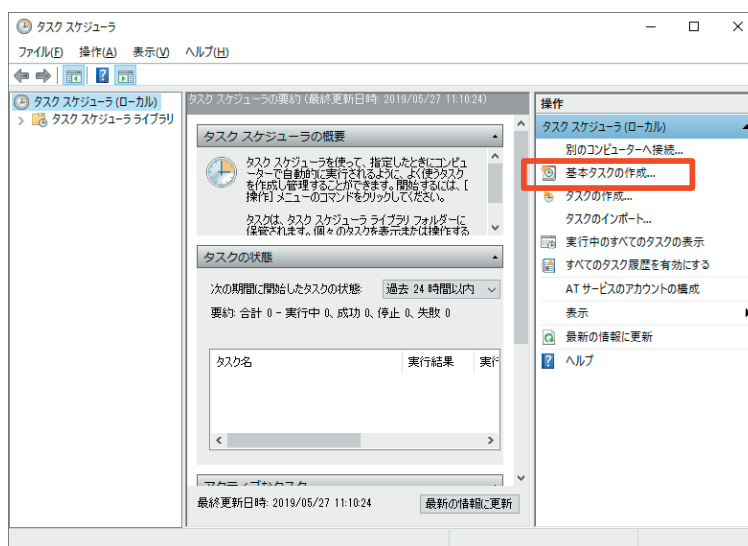 タスク スケジューラ
ファイル(F) 操作(A) 表示(V) ヘルプ(H)
タスク スケジューラ (ローカル)
タスク スケジューラ ライブラリ
タスク スケジューラの要約 (最終更新日時: 2019/05/27 11:10:24)
タスク スケジューラの概要
タスク スケジューラを使って、指定したときにコンピュ
ーターで自動的に実行されるように、よく使うタスク
を作成し管理することができます。開始するには、[
操作] メニューのコマンドをクリックしてください。
タスクは、タスク スケジューラ ライブラリ フォルダーに
保管されます。個々のタスクを表示または操作する
タスクの状態
次の期間に開始したタスクの状態:
過去 24 時間以内
要約: 合計 0 - 実行中 0、成功 0、停止 0、失敗 0
タスク名 実行結果 実行
アクティブなタスク
最終更新日時: 2019/05/27 11:10:24
最新の情報に更新
操作
タスク スケジューラ (ローカル)
別のコンピューターへ接続...
基本タスクの作成...
タスクの作成...
タスクのインポート...
実行中のすべてのタスクの表示
すべてのタスク履歴を有効にする
AT サービスのアカウントの構成
表示
最新の情報に更新
ヘルプ